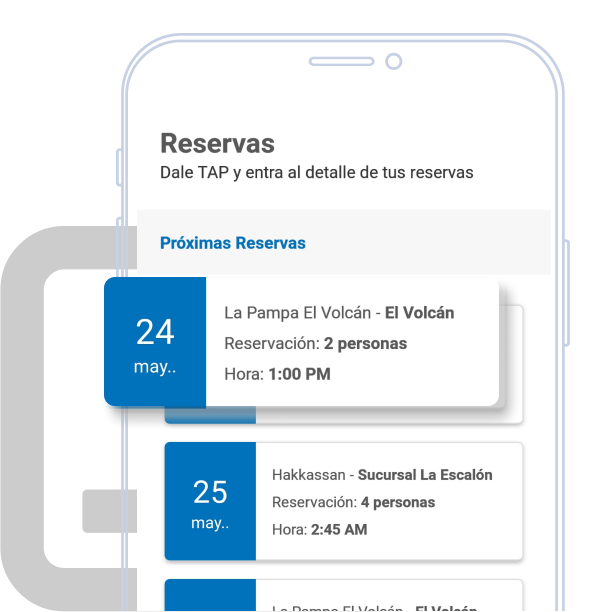 Reservas
Dale TAP y entra al detalle de tus reservas
Próximas Reservas
24
may..
La Pampa El Volcán - El Volcán
Reservación: 2 personas
Hora: 1:00 PM
25
may..
Hakkassan - Sucursal La Escalón
Reservación: 4 personas
Hora: 2:45 AM
La Pampa El Volcán - El Volcán